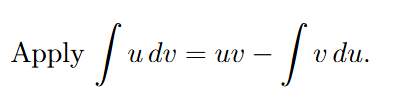 Apply ∫ u dv = uv − ∫ v du.